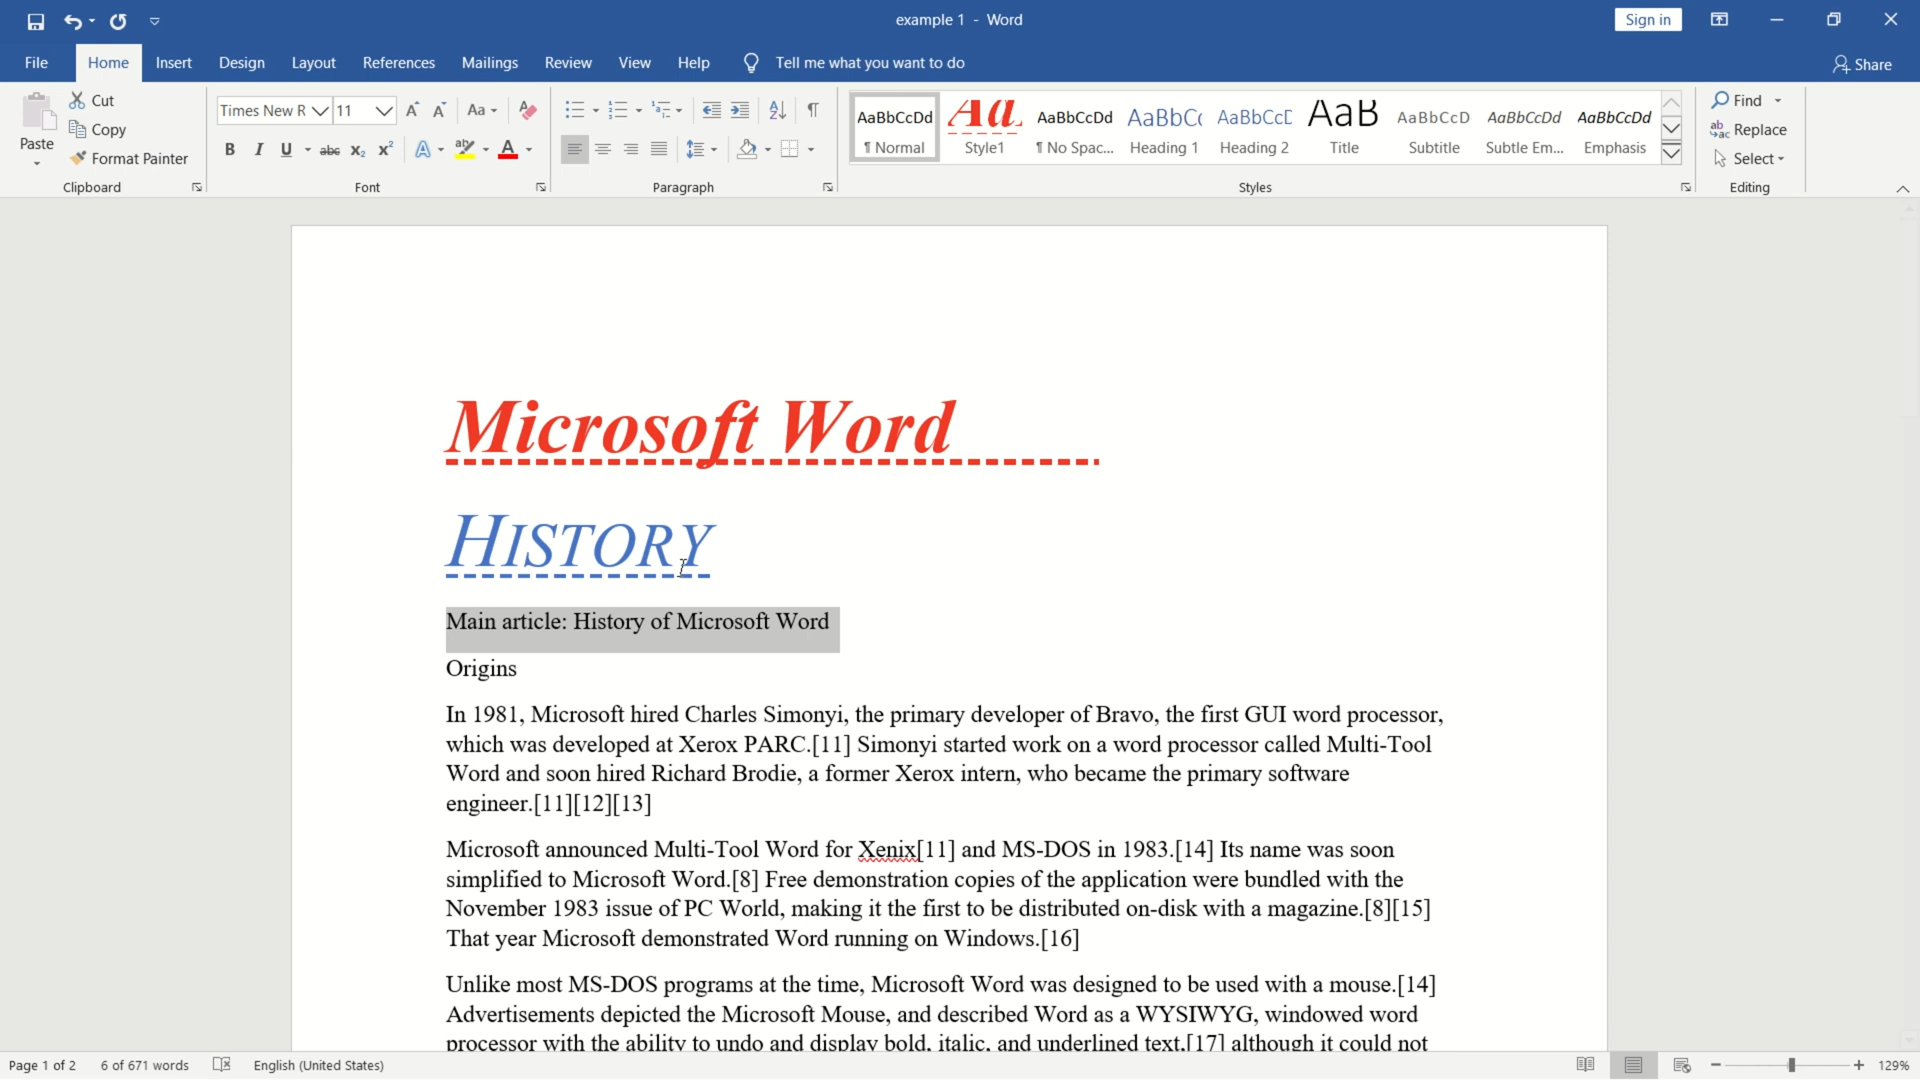 example 1 - Word
Sign in
File Home Insert Design Layout References Mailings Review View Help Tell me what you want to do
Share
Paste
Cut
Copy
Format Painter
Clipboard
Times New R 11
Aa
B I U abc x₂ x²
A
Font
Paragraph
AaBbCcDd Aa AaBbCcDd AaBbCc AaBbCcE AaB AaBbCcD AaBbCcDd AaBbCcDd
¶ Normal Style1 ¶ No Spac... Heading 1 Heading 2 Title Subtitle Subtle Em... Emphasis
Styles
Find
Replace
Select
Editing
Microsoft Word
HISTORY
Main article: History of Microsoft Word
Origins
In 1981, Microsoft hired Charles Simonyi, the primary developer of Bravo, the first GUI word processor,
which was developed at Xerox PARC.[11] Simonyi started work on a word processor called Multi-Tool
Word and soon hired Richard Brodie, a former Xerox intern, who became the primary software
engineer.[11][12][13]
Microsoft announced Multi-Tool Word for Xenix[11] and MS-DOS in 1983.[14] Its name was soon
simplified to Microsoft Word.[8] Free demonstration copies of the application were bundled with the
November 1983 issue of PC World, making it the first to be distributed on-disk with a magazine.[8][15]
That year Microsoft demonstrated Word running on Windows.[16]
Unlike most MS-DOS programs at the time, Microsoft Word was designed to be used with a mouse.[14]
Advertisements depicted the Microsoft Mouse, and described Word as a WYSIWYG, windowed word
processor with the ability to undo and display bold, italic, and underlined text,[17] although it could not
Page 1 of 2 6 of 671 words English (United States)
129%